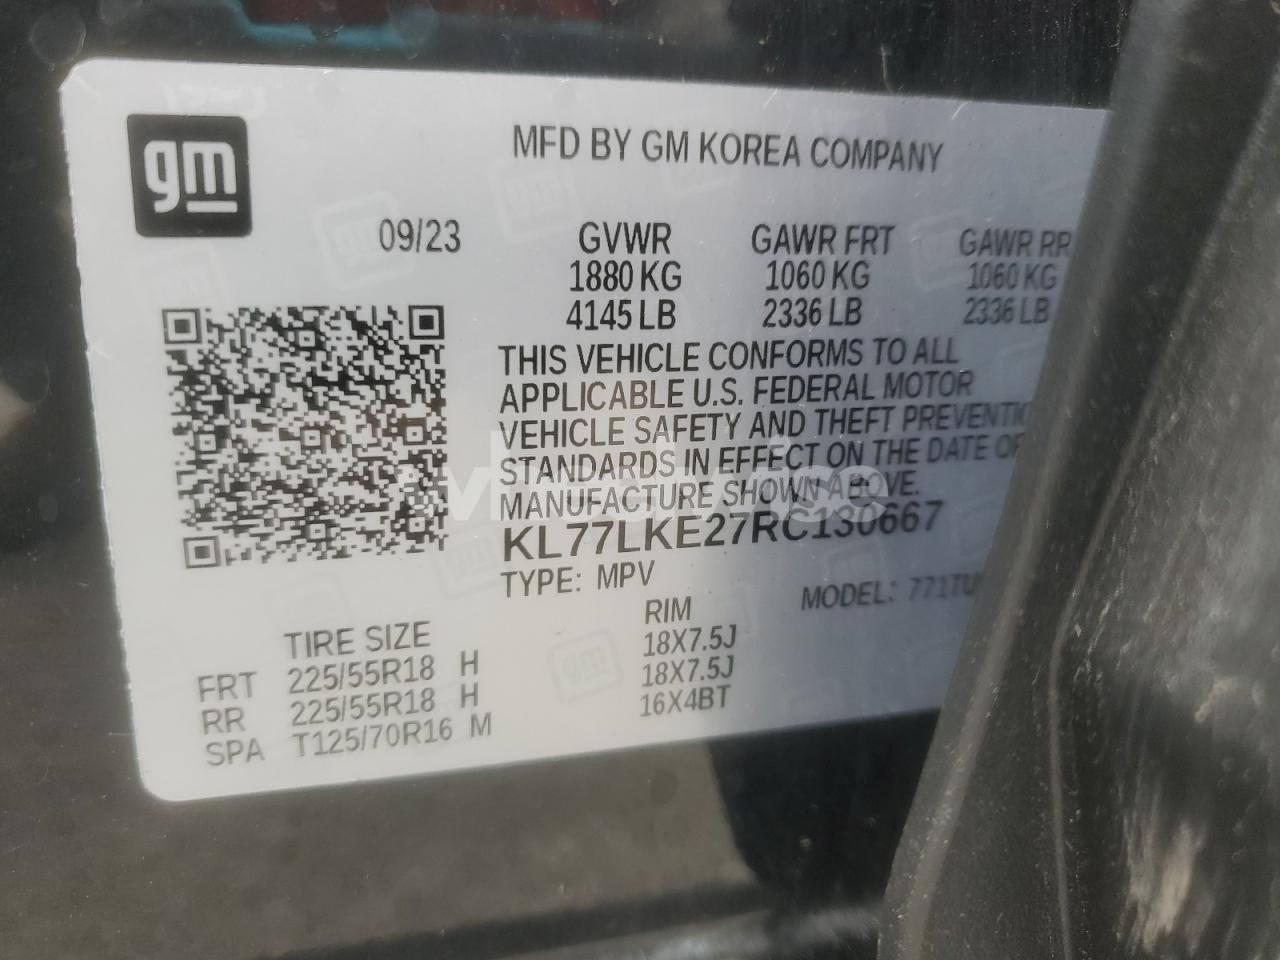 gm
MFD BY GM KOREA COMPANY
09/23 GVWR GAWR FRT GAWR RR
1880 KG 1060 KG 1060 KG
4145 LB 2336 LB 2336 LB
THIS VEHICLE CONFORMS TO ALL
APPLICABLE U.S. FEDERAL MOTOR
VEHICLE SAFETY AND THEFT PREVENTIO
STANDARDS IN EFFECT ON THE DATE OF
MANUFACTURE SHOWN ABOVE.
KL77LKE27RC130667
TYPE: MPV MODEL: 771TU
TIRE SIZE RIM
FRT 225/55R18 H 18X7.5J
RR 225/55R18 H 18X7.5J
SPA T125/70R16 M 16X4BT